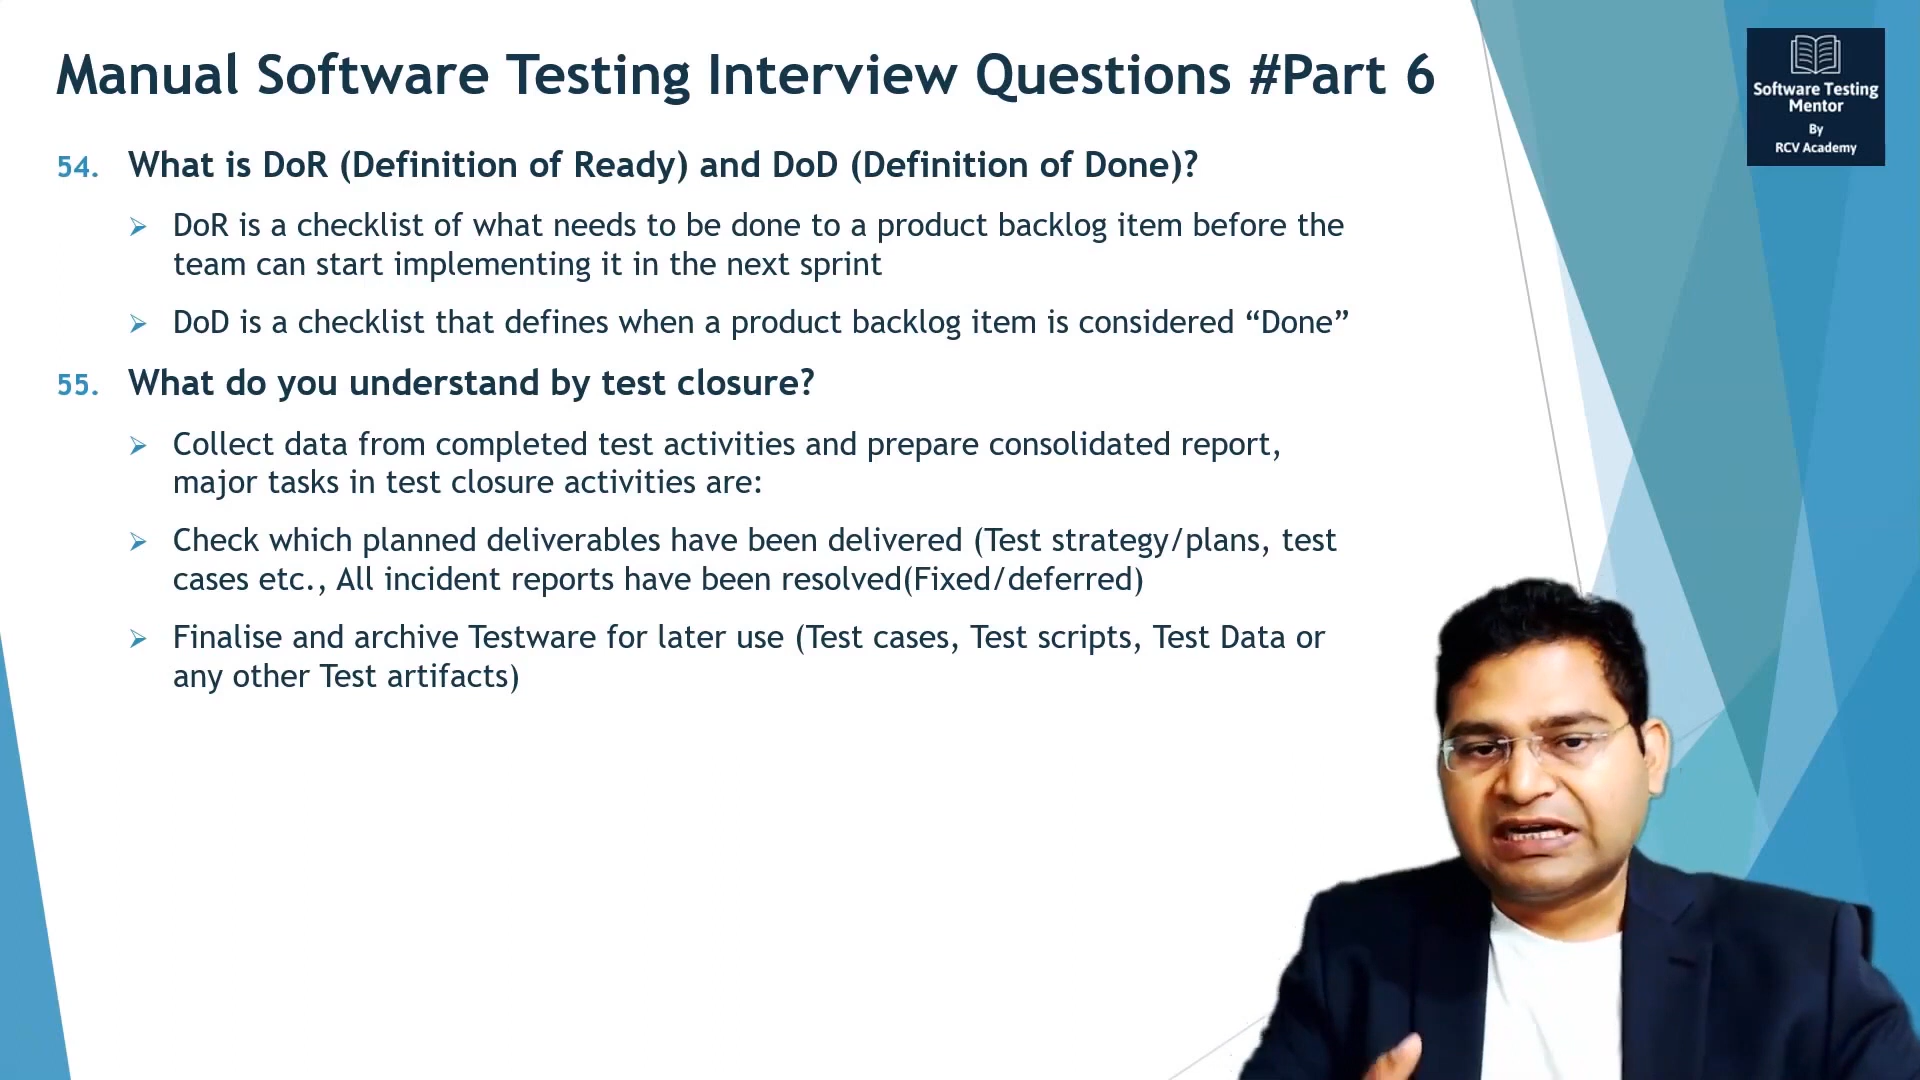 Manual Software Testing Interview Questions #Part 6
Software Testing
Mentor
By
RCV Academy
54. What is DoR (Definition of Ready) and DoD (Definition of Done)?
DoR is a checklist of what needs to be done to a product backlog item before the
team can start implementing it in the next sprint
DoD is a checklist that defines when a product backlog item is considered “Done”
55. What do you understand by test closure?
Collect data from completed test activities and prepare consolidated report,
major tasks in test closure activities are:
Check which planned deliverables have been delivered (Test strategy/plans, test
cases etc., All incident reports have been resolved(Fixed/deferred)
Finalise and archive Testware for later use (Test cases, Test scripts, Test Data or
any other Test artifacts)